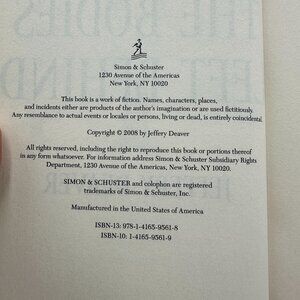 Simon & Schuster
1230 Avenue of the Americas
New York, NY 10020
This book is a work of fiction. Names, characters, places,
and incidents either are products of the author's imagination or are used fictitiously.
Any resemblance to actual events or locales or persons, living or dead, is entirely coincidental.
Copyright © 2008 by Jeffery Deaver
All rights reserved, including the right to reproduce this book or portions thereof
in any form whatsoever. For information address Simon & Schuster Subsidiary Rights
Department, 1230 Avenue of the Americas, New York, NY 10020.
SIMON & SCHUSTER and colophon are registered
trademarks of Simon & Schuster, Inc.
Manufactured in the United States of America
ISBN-13: 978-1-4165-9561-8
ISBN-10: 1-4165-9561-9